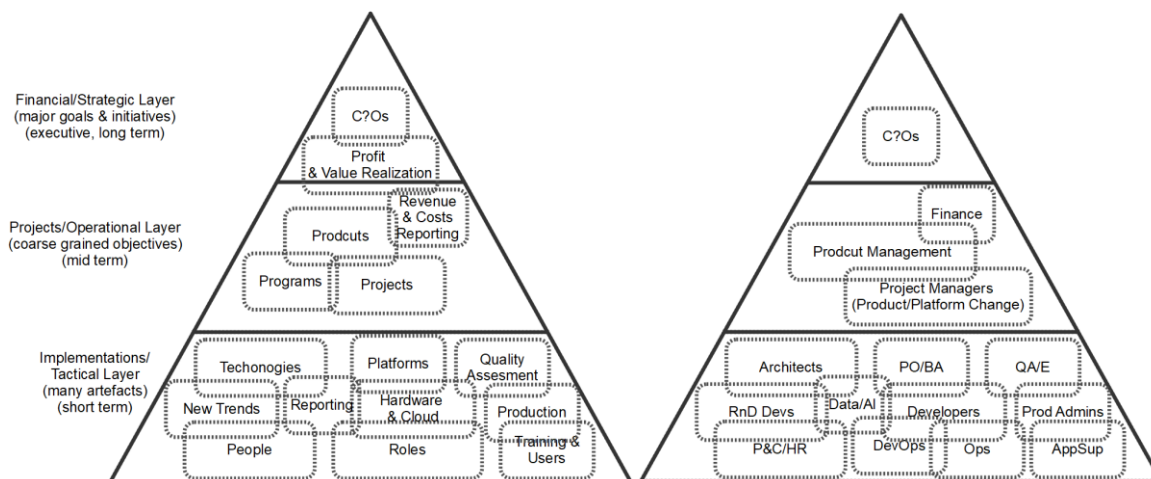 Financial/Strategic Layer
(major goals & initiatives)
(executive, long term)
C?Os
Profit
& Value Realization
Projects/Operational Layer
(coarse grained objectives)
(mid term)
Revenue
& Costs
Reporting
Prodcuts
Programs
Projects
Implementations/
Tactical Layer
(many artefacts)
(short term)
Techonogies
Platforms
Quality
Assesment
New Trends
Reporting
Hardware
& Cloud
Production
People
Roles
Training &
Users
C?Os
Finance
Prodcut Management
Project Managers
(Product/Platform Change)
Architects
PO/BA
QA/E
RnD Devs
Data/AI
Developers
Prod Admins
P&C/HR
DevOps
Ops
AppSup